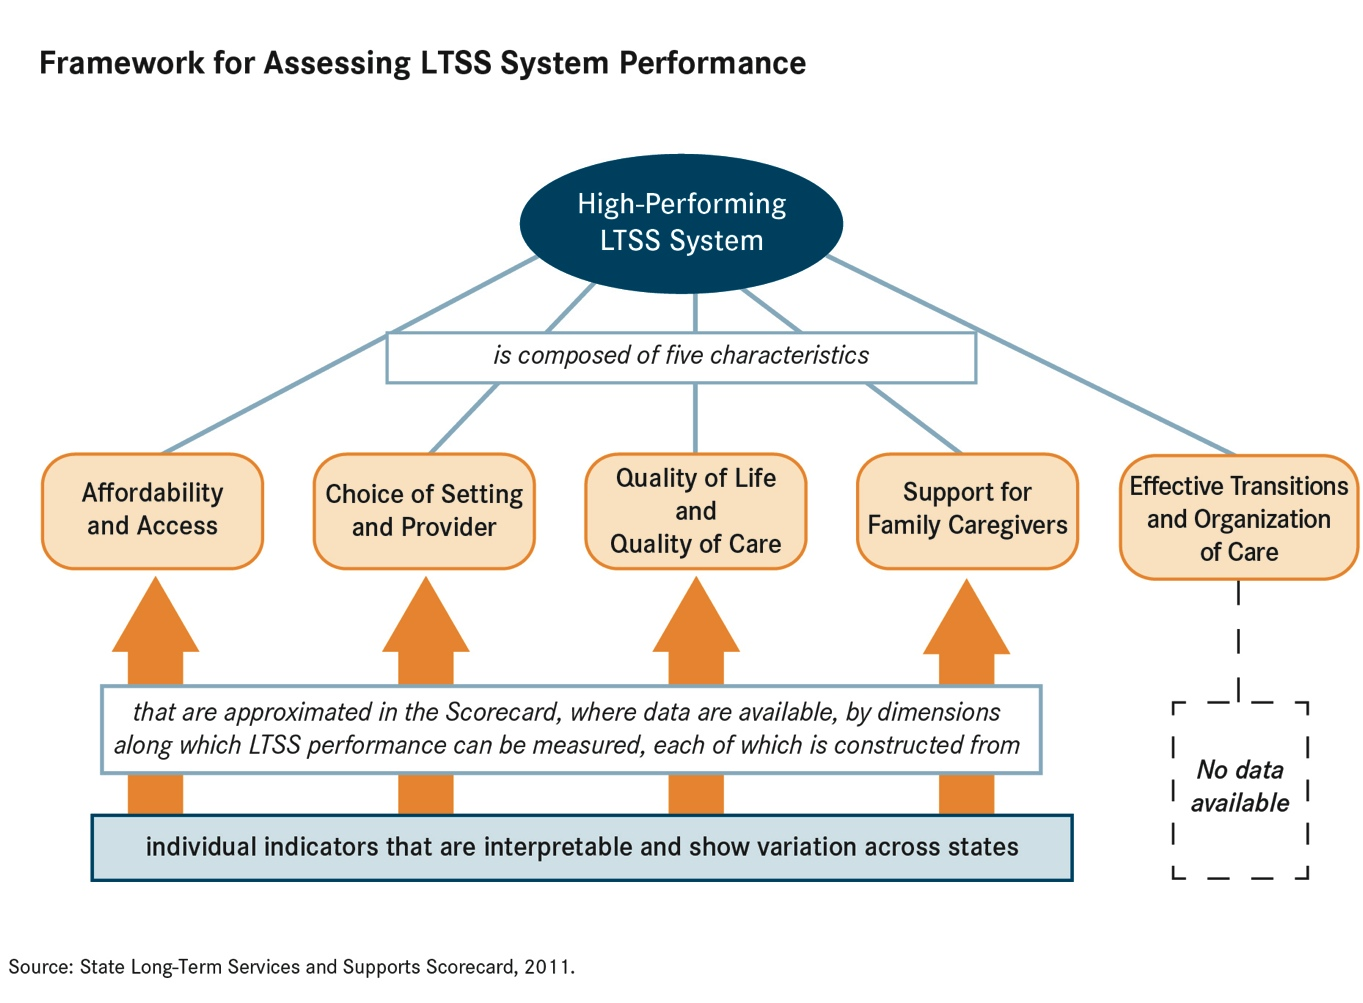 Framework for Assessing LTSS System Performance
High-Performing
LTSS System
is composed of five characteristics
Affordability
and Access
Choice of Setting
and Provider
Quality of Life
and
Quality of Care
Support for
Family Caregivers
Effective Transitions
and Organization
of Care
that are approximated in the Scorecard, where data are available, by dimensions
along which LTSS performance can be measured, each of which is constructed from
No data
available
individual indicators that are interpretable and show variation across states
Source: State Long-Term Services and Supports Scorecard, 2011.